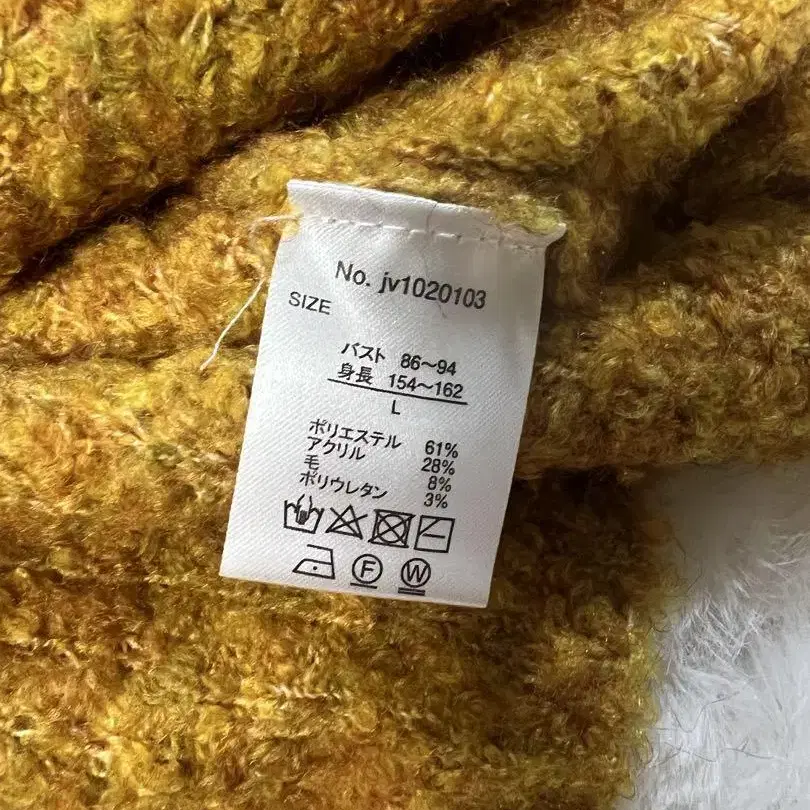 No. jv1020103
SIZE
バスト 86～94
身長 154～162
L
ポリエステル 61%
アクリル 28%
毛 8%
ポリウレタン 3%
F W